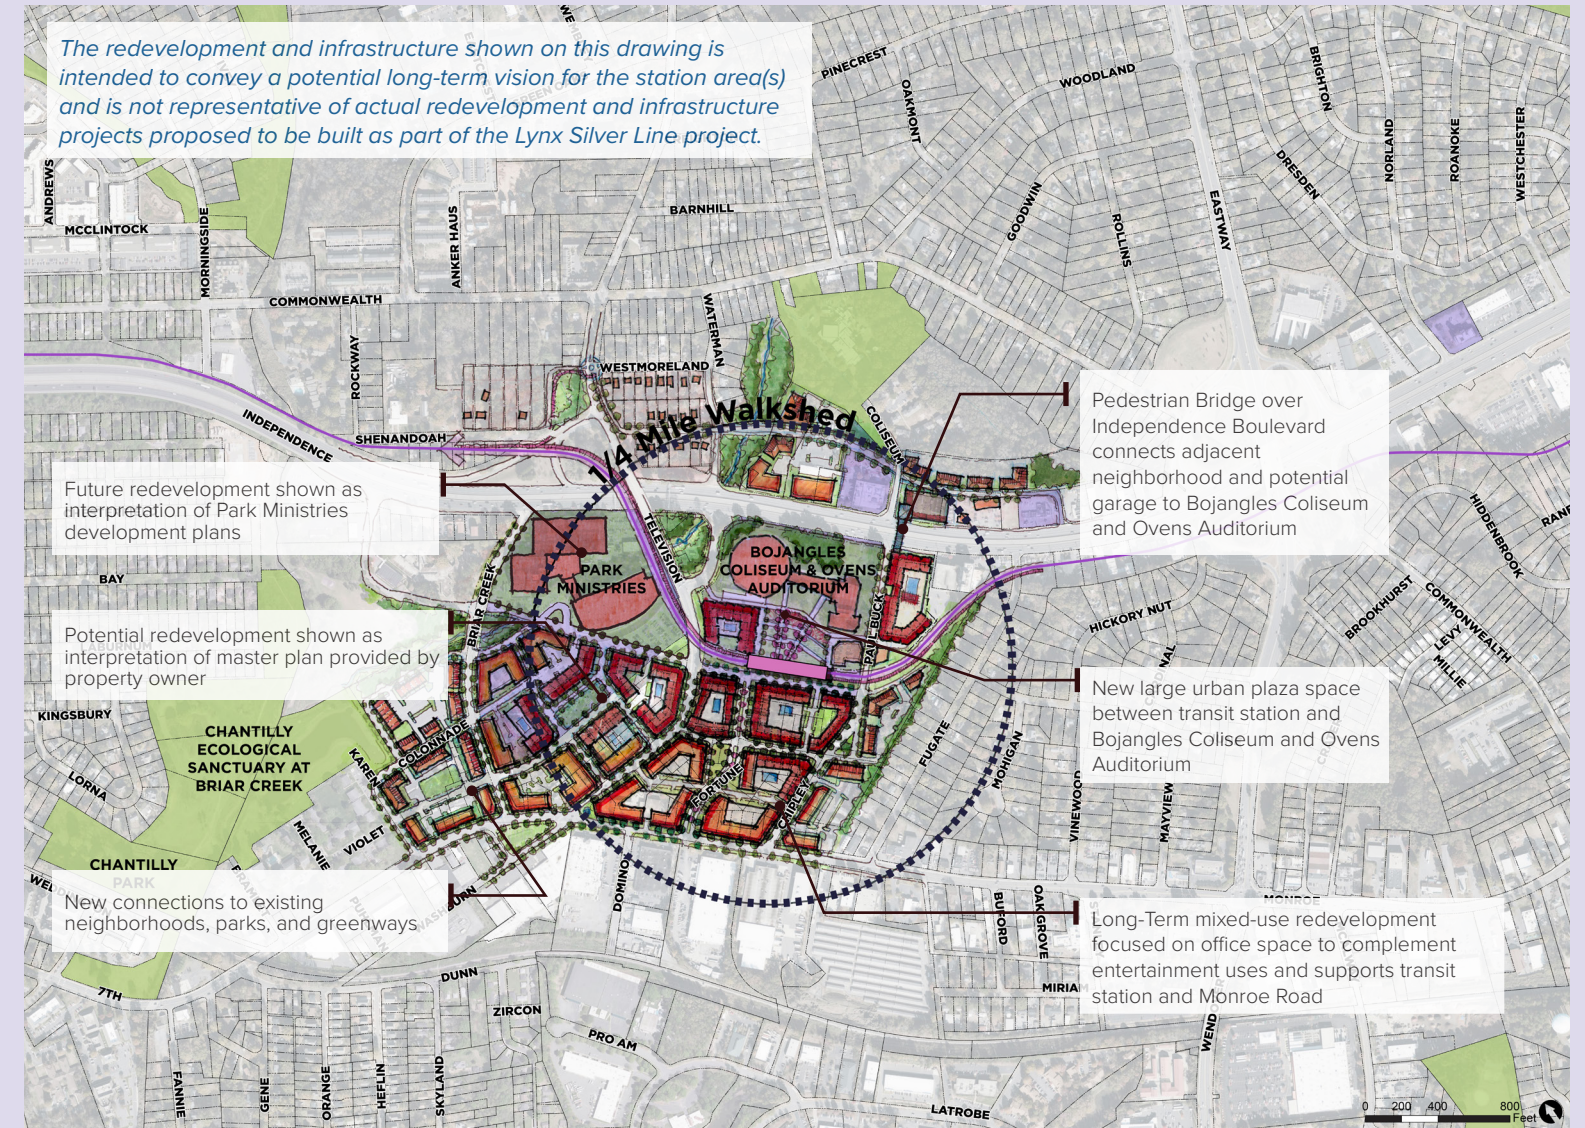 The redevelopment and infrastructure shown on this drawing is
intended to convey a potential long-term vision for the station area(s)
and is not representative of actual redevelopment and infrastructure
projects proposed to be built as part of the Lynx Silver Line project.
PINECREST
OAKMONT
WOODLAND
BRIGHTON
NORLAND
ROANOKE
WESTCHESTER
DRESDEN
ANDREWS
MCCLINTOCK
MORNINGSIDE
ANKER HAUS
BARNHILL
GOODWIN
ROLLINS
EASTWAY
COMMONWEALTH
ROCKWAY
WATERMAN
WESTMORELAND
1/4 Mile Walkshed
COLISEUM
INDEPENDENCE
SHENANDOAH
Pedestrian Bridge over
Independence Boulevard
connects adjacent
neighborhood and potential
garage to Bojangles Coliseum
and Ovens Auditorium
Future redevelopment shown as
interpretation of Park Ministries
development plans
TELEVISION
PARK
MINISTRIES
BOJANGLES
COLISEUM & OVENS
AUDITORIUM
HIDDENBROOK
BAY
BRIAR CREEK
PAUL BUCK
HICKORY NUT
BROOKHURST
COMMONWEALTH
LEVY
MILLIE
Potential redevelopment shown as
interpretation of master plan provided by
property owner
New large urban plaza space
between transit station and
Bojangles Coliseum and Ovens
Auditorium
KINGSBURY
CHANTILLY
ECOLOGICAL
SANCTUARY AT
BRIAR CREEK
KAREN
COLONNADE
FORTUNE
CHIPLEY
FUGATE
MOHIGAN
VINEWOOD
MAYVIEW
LORNA
MELANIE
VIOLET
CHANTILLY
PARK
DOMINO
BUFORD
OAKGROVE
MONROE
New connections to existing
neighborhoods, parks, and greenways
Long-Term mixed-use redevelopment
focused on office space to complement
entertainment uses and supports transit
station and Monroe Road
7TH
DUNN
ZIRCON
PRO AM
MIRIAM
FANNIE
GENE
ORANGE
HEFLIN
SKYLAND
LATROBE
0 200 400 800
Feet